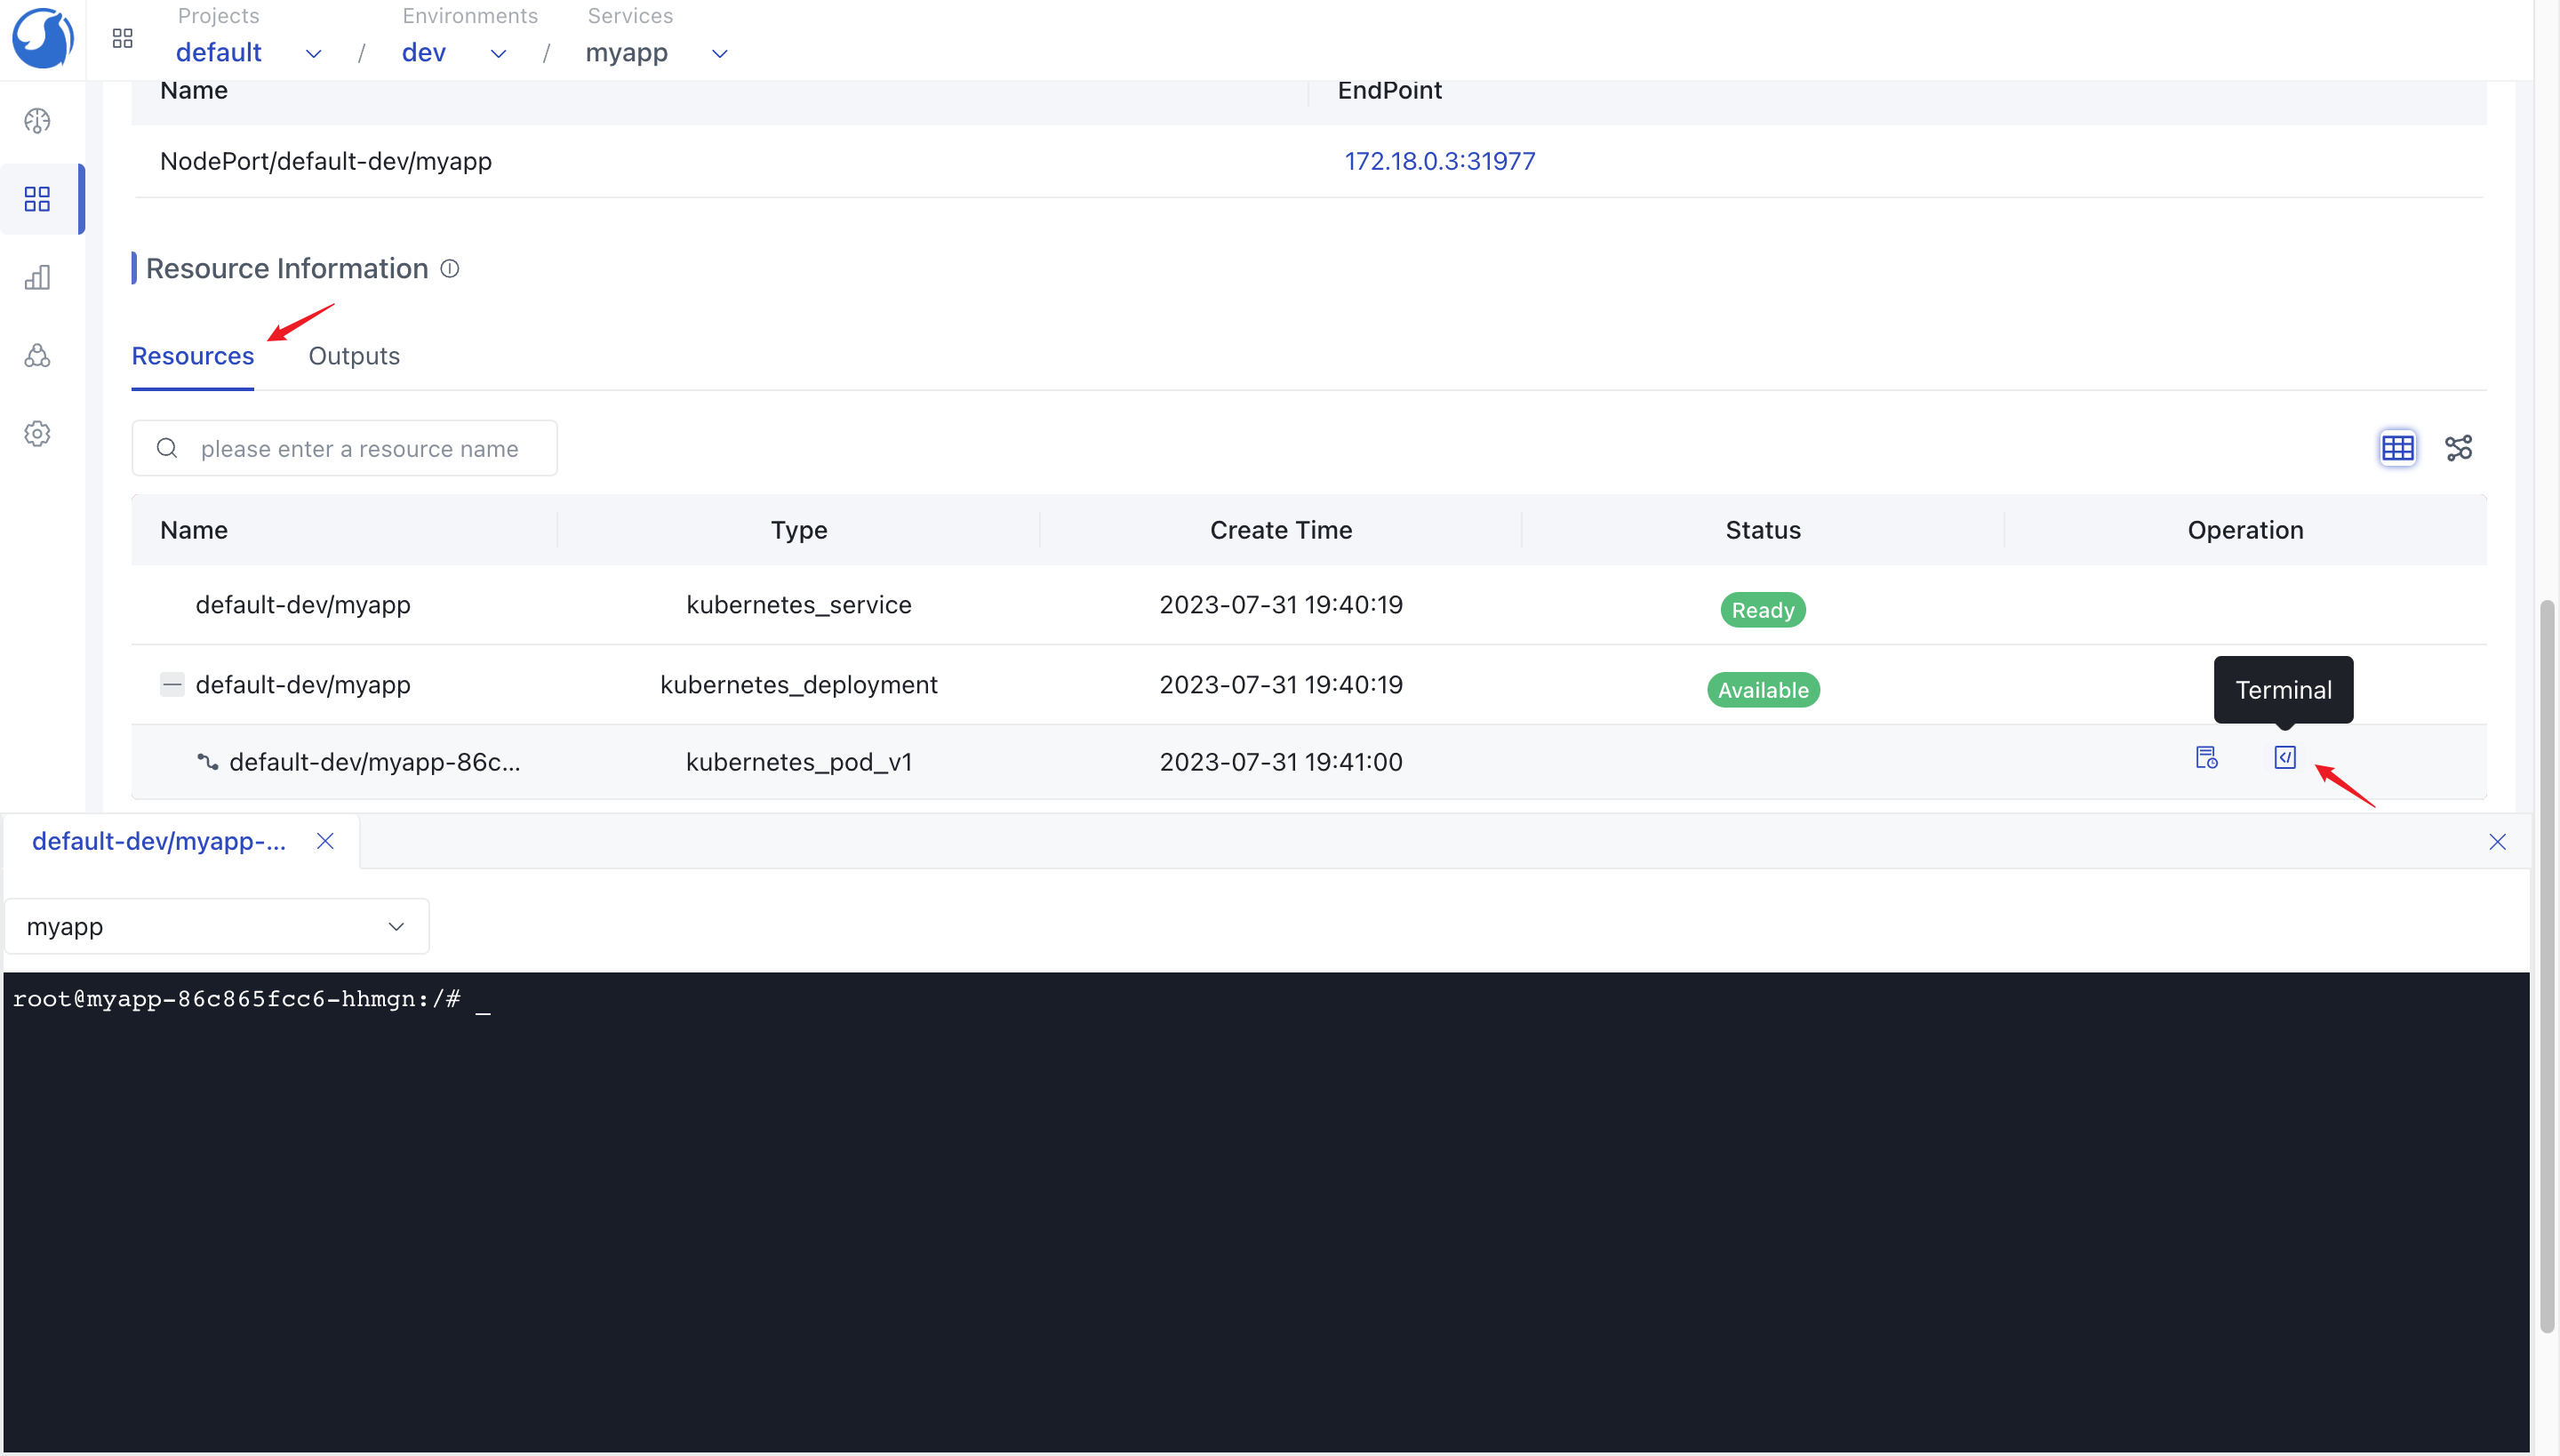 Projects Environments Services
default / dev / myapp
Name EndPoint
NodePort/default-dev/myapp 172.18.0.3:31977
Resource Information
Resources Outputs
please enter a resource name
Name Type Create Time Status Operation
default-dev/myapp kubernetes_service 2023-07-31 19:40:19 Ready
default-dev/myapp kubernetes_deployment 2023-07-31 19:40:19 Available
Terminal
default-dev/myapp-86c... kubernetes_pod_v1 2023-07-31 19:41:00
default-dev/myapp-...
myapp
root@myapp-86c865fcc6-hhmgn:/# _